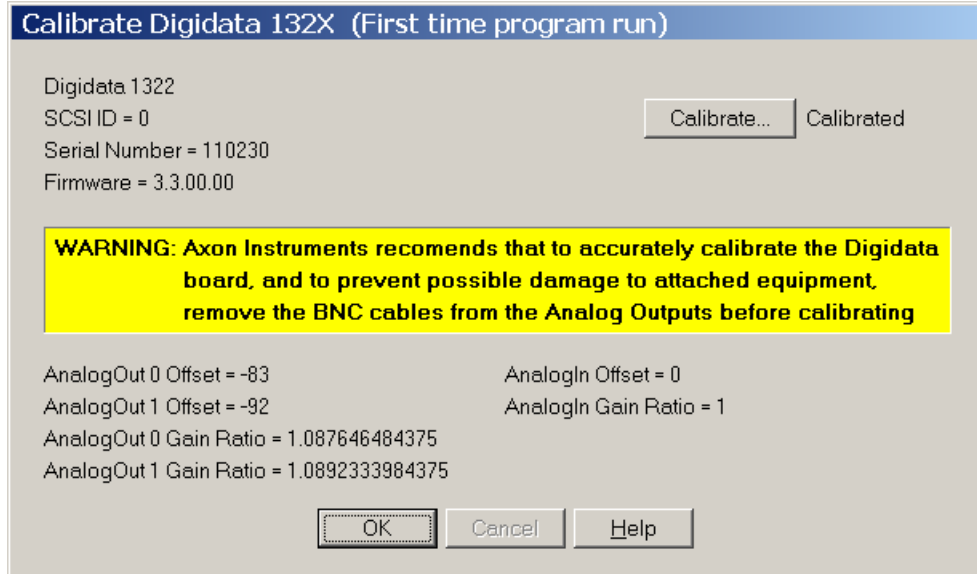 Calibrate Digidata 132X (First time program run)
Digidata 1322
SCSI ID = 0
Serial Number = 110230
Firmware = 3.3.00.00
Calibrate... Calibrated
WARNING: Axon Instruments recomends that to accurately calibrate the Digidata
board, and to prevent possible damage to attached equipment,
remove the BNC cables from the Analog Outputs before calibrating
AnalogOut 0 Offset = -83
AnalogOut 1 Offset = -92
AnalogOut 0 Gain Ratio = 1.087646484375
AnalogOut 1 Gain Ratio = 1.0892333984375
AnalogIn Offset = 0
AnalogIn Gain Ratio = 1
OK Cancel Help